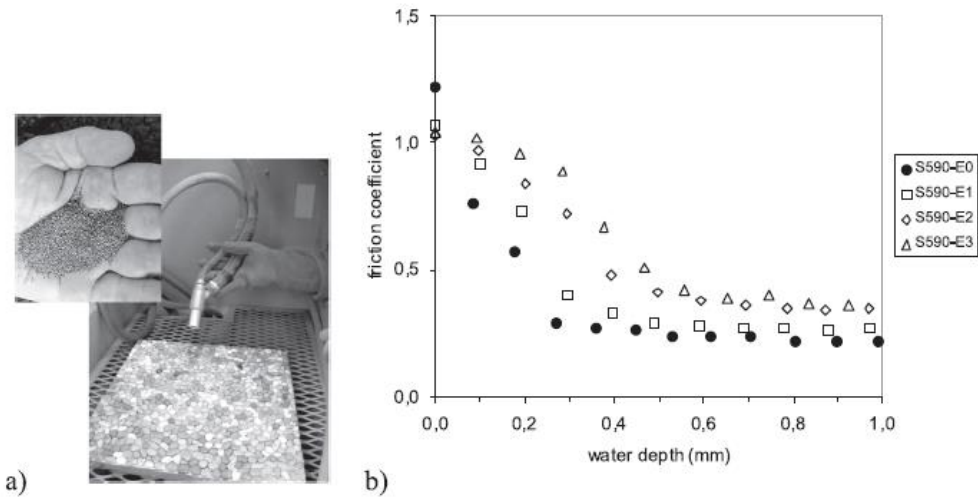 a)
b)
1,5
1,0
0,5
0,0
friction coefficient
0,0 0,2 0,4 0,6 0,8 1,0
water depth (mm)
S590-E0
S590-E1
S590-E2
S590-E3